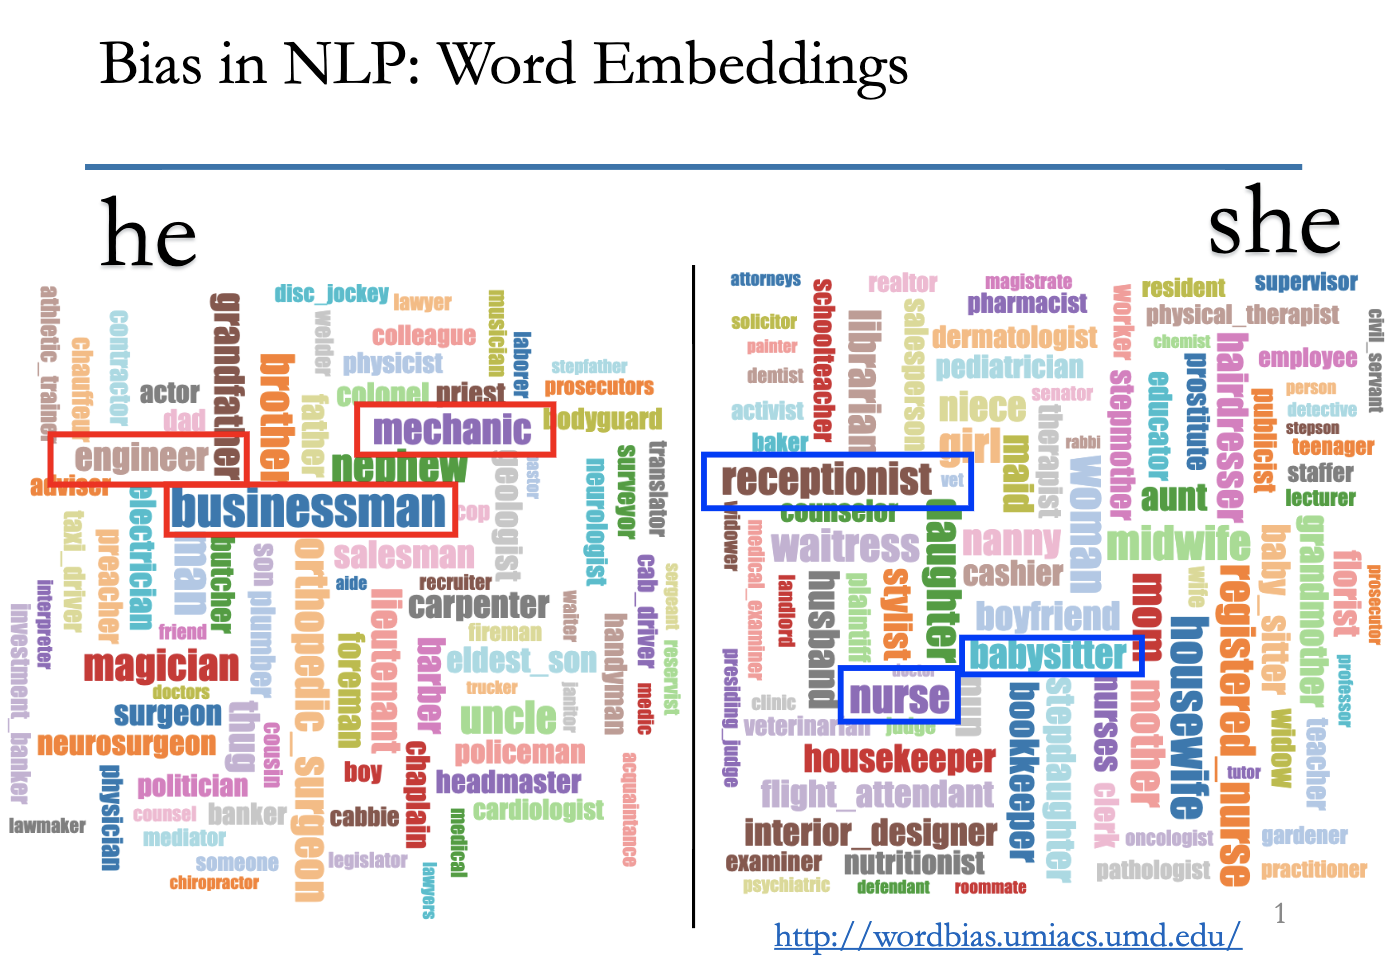 Bias in NLP: Word Embeddings
he
athletic_trainer
chauffeur
contractor
actor
dad
grandfather
brother
disc_jockey
lawyer
welder
colleague
physicist
father
colonel
priest
musician
laborer
stepfather
prosecutors
bodyguard
mechanic
engineer
nephew
adviser
businessman
cop
geologist
pastor
neurologist
surveyor
translator
electrician
taxi_driver
preacher
man
butcher
son
orthopedic_surgeon
salesman
aide
recruiter
carpenter
waiter
cab_driver
sergeant
interpreter
investment_banker
friend
plumber
lieutenant
fireman
handyman
reservist
magician
doctors
foreman
barber
eldest_son
trucker
janitor
medic
surgeon
thug
cousin
uncle
neurosurgeon
policeman
boy
chaplain
headmaster
acquaintance
physician
politician
counsel
banker
cabbie
cardiologist
lawmaker
mediator
someone
legislator
medical
chiropractor
lawyers
she
attorneys
schoolteacher
realtor
magistrate
pharmacist
resident
supervisor
solicitor
librarian
salesperson
dermatologist
worker
physical_therapist
civil_servant
painter
pediatrician
chemist
hairdresser
employee
dentist
niece
senator
stepmother
educator
prostitute
publicist
person
activist
detective
baker
girl
maid
therapist
rabbi
stepson
teenager
receptionist
vet
woman
staffer
aunt
lecturer
widower
counselor
daughter
medical_examiner
waitress
nanny
midwife
baby_sitter
grandmother
florist
prosecutor
landlord
husband
plaintiff
stylist
cashier
mom
wife
registered_nurse
boyfriend
housewife
babysitter
presiding_judge
doctor
nurse
nun
professor
clinic
veterinarian
judge
bookkeeper
stepdaughter
nurses
mother
widow
teacher
housekeeper
tutor
flight_attendant
clerk
interior_designer
oncologist
gardener
examiner
nutritionist
pathologist
practitioner
psychiatric
defendant
roommate
1
http://wordbias.umiacs.umd.edu/